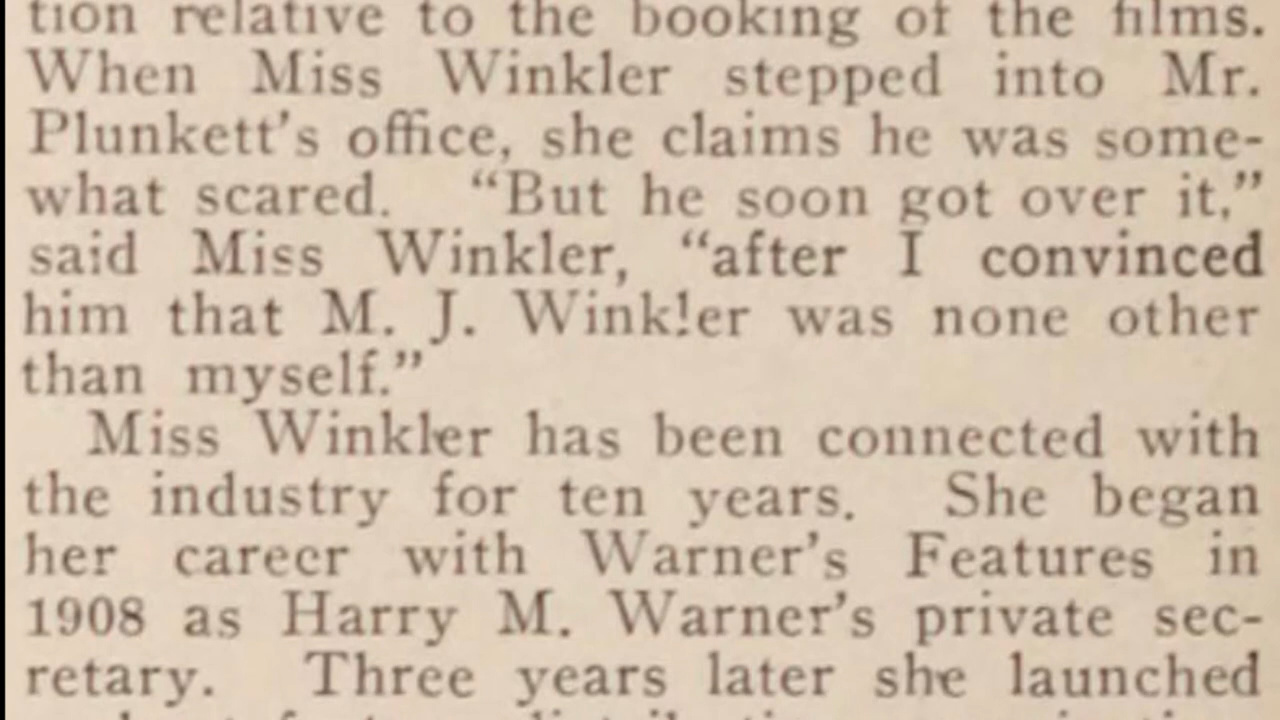 tion relative to the booking of the films.
When Miss Winkler stepped into Mr.
Plunkett's office, she claims he was some-
what scared. "But he soon got over it,"
said Miss Winkler, "after I convinced
him that M. J. Winkler was none other
than myself."
Miss Winkler has been connected with
the industry for ten years. She began
her career with Warner's Features in
1908 as Harry M. Warner's private sec-
retary. Three years later she launched